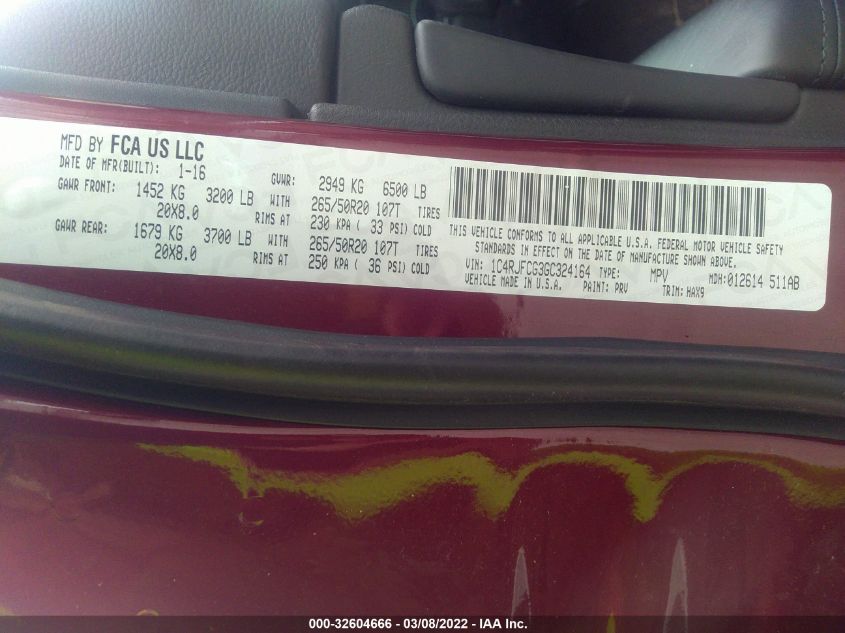 MFD BY FCA US LLC
DATE OF MFR(BUILT): 1-16 GVWR: 2949 KG 6500 LB
GAWR FRONT: 1452 KG 3200 LB WITH 265/50R20 107T TIRES
20X8.0 RIMS AT 230 KPA ( 33 PSI) COLD
GAWR REAR: 1679 KG 3700 LB WITH 265/50R20 107T TIRES
20X8.0 RIMS AT 250 KPA ( 36 PSI) COLD
THIS VEHICLE CONFORMS TO ALL APPLICABLE U.S.A. FEDERAL MOTOR VEHICLE SAFETY
STANDARDS IN EFFECT ON THE DATE OF MANUFACTURE SHOWN ABOVE.
VIN: 1C4RJFCG3GC324164 TYPE: MPV MDH:012614 511AB
VEHICLE MADE IN U.S.A. PAINT: PRV TRIM: HAX9
000-32604666 - 03/08/2022 - IAA Inc.